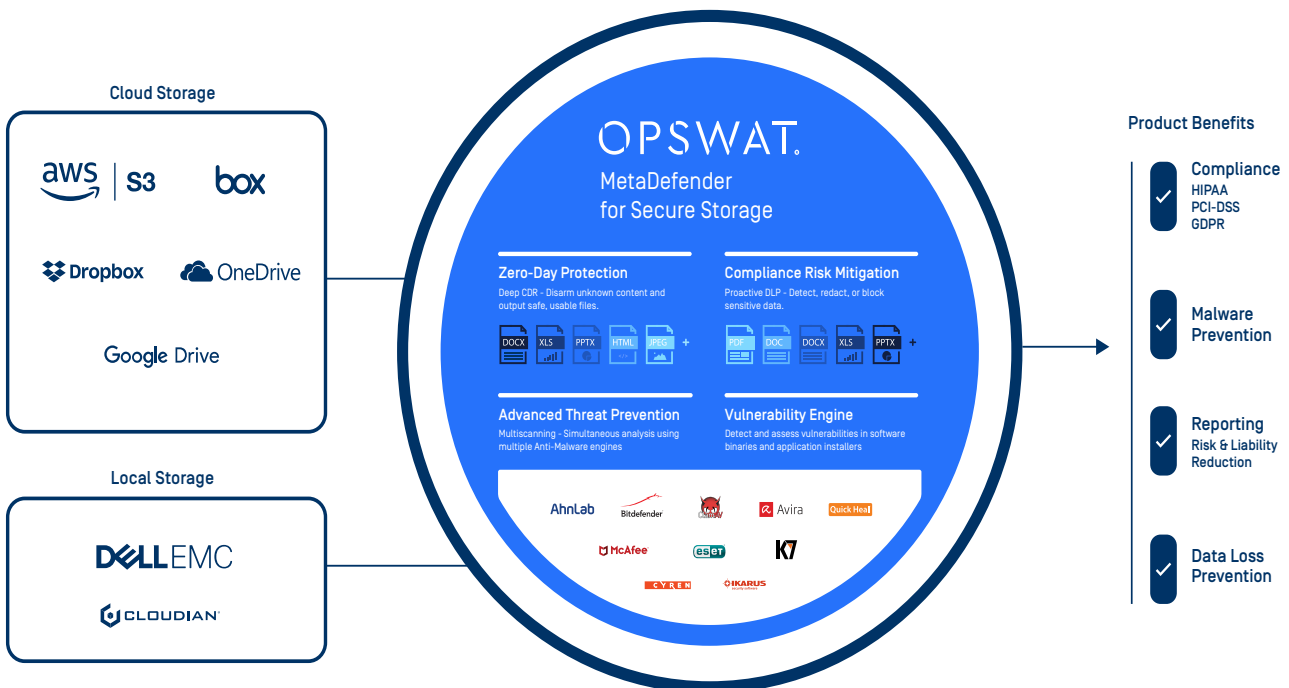 Cloud Storage
aws | S3
box
Dropbox
OneDrive
Google Drive
Local Storage
DELLEMC
CLOUDIAN
OPSWAT.
MetaDefender
for Secure Storage
Zero-Day Protection
Deep CDR - Disarm unknown content and
output safe, usable files.
DOCX XLS PPTX HTML JPEG +
Compliance Risk Mitigation
Proactive DLP - Detect, redact, or block
sensitive data.
PDF DOC DOCX XLS PPTX +
Advanced Threat Prevention
Multiscanning - Simultaneous analysis using
multiple Anti-Malware engines
Vulnerability Engine
Detect and assess vulnerabilities in software
binaries and application installers
AhnLab
Bitdefender
Avira
Quick Heal
McAfee
eseT
K7
CYREN
IKARUS
security software
Product Benefits
Compliance
HIPAA
PCI-DSS
GDPR
Malware
Prevention
Reporting
Risk & Liability
Reduction
Data Loss
Prevention